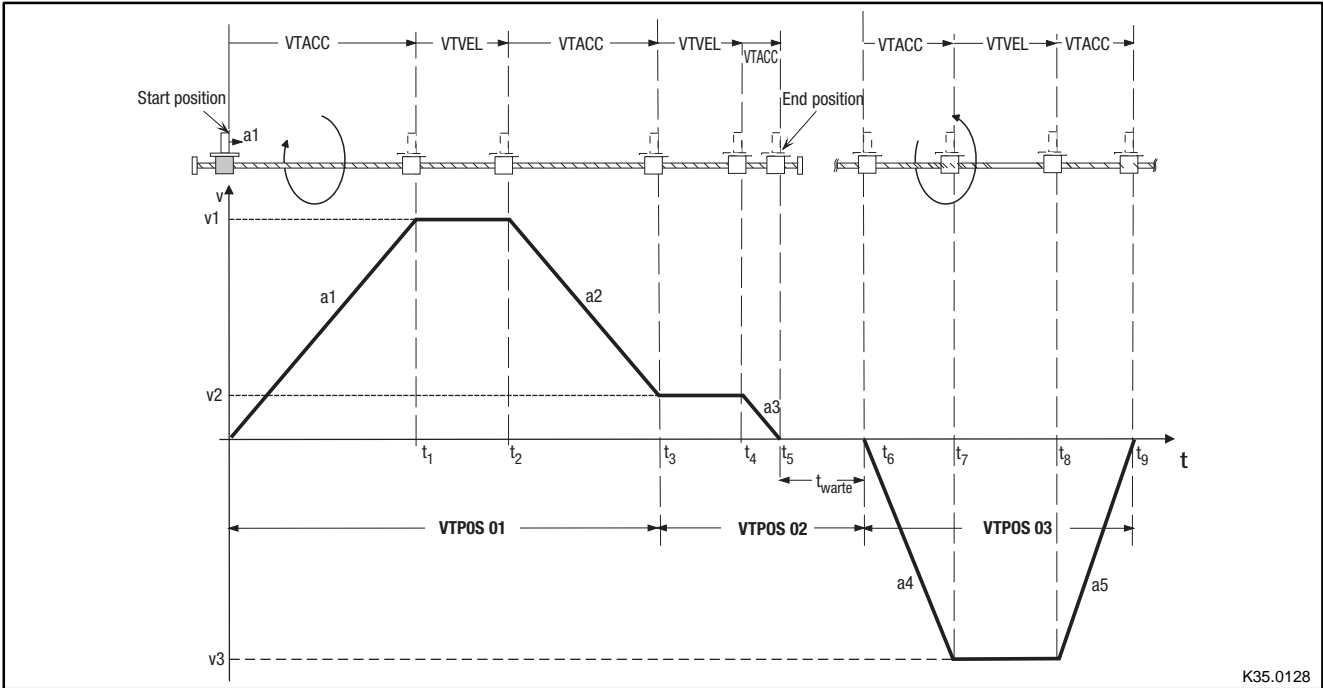 VTACC VTVEL VTACC VTVEL VTACC VTACC VTVEL VTACC
Start position
a1
End position
v
v1
a1
a2
v2
a3
t1 t2 t3 t4 t5 t6 t7 t8 t9
t
twarte
VTPOS 01 VTPOS 02 VTPOS 03
a4
a5
v3
K35.0128